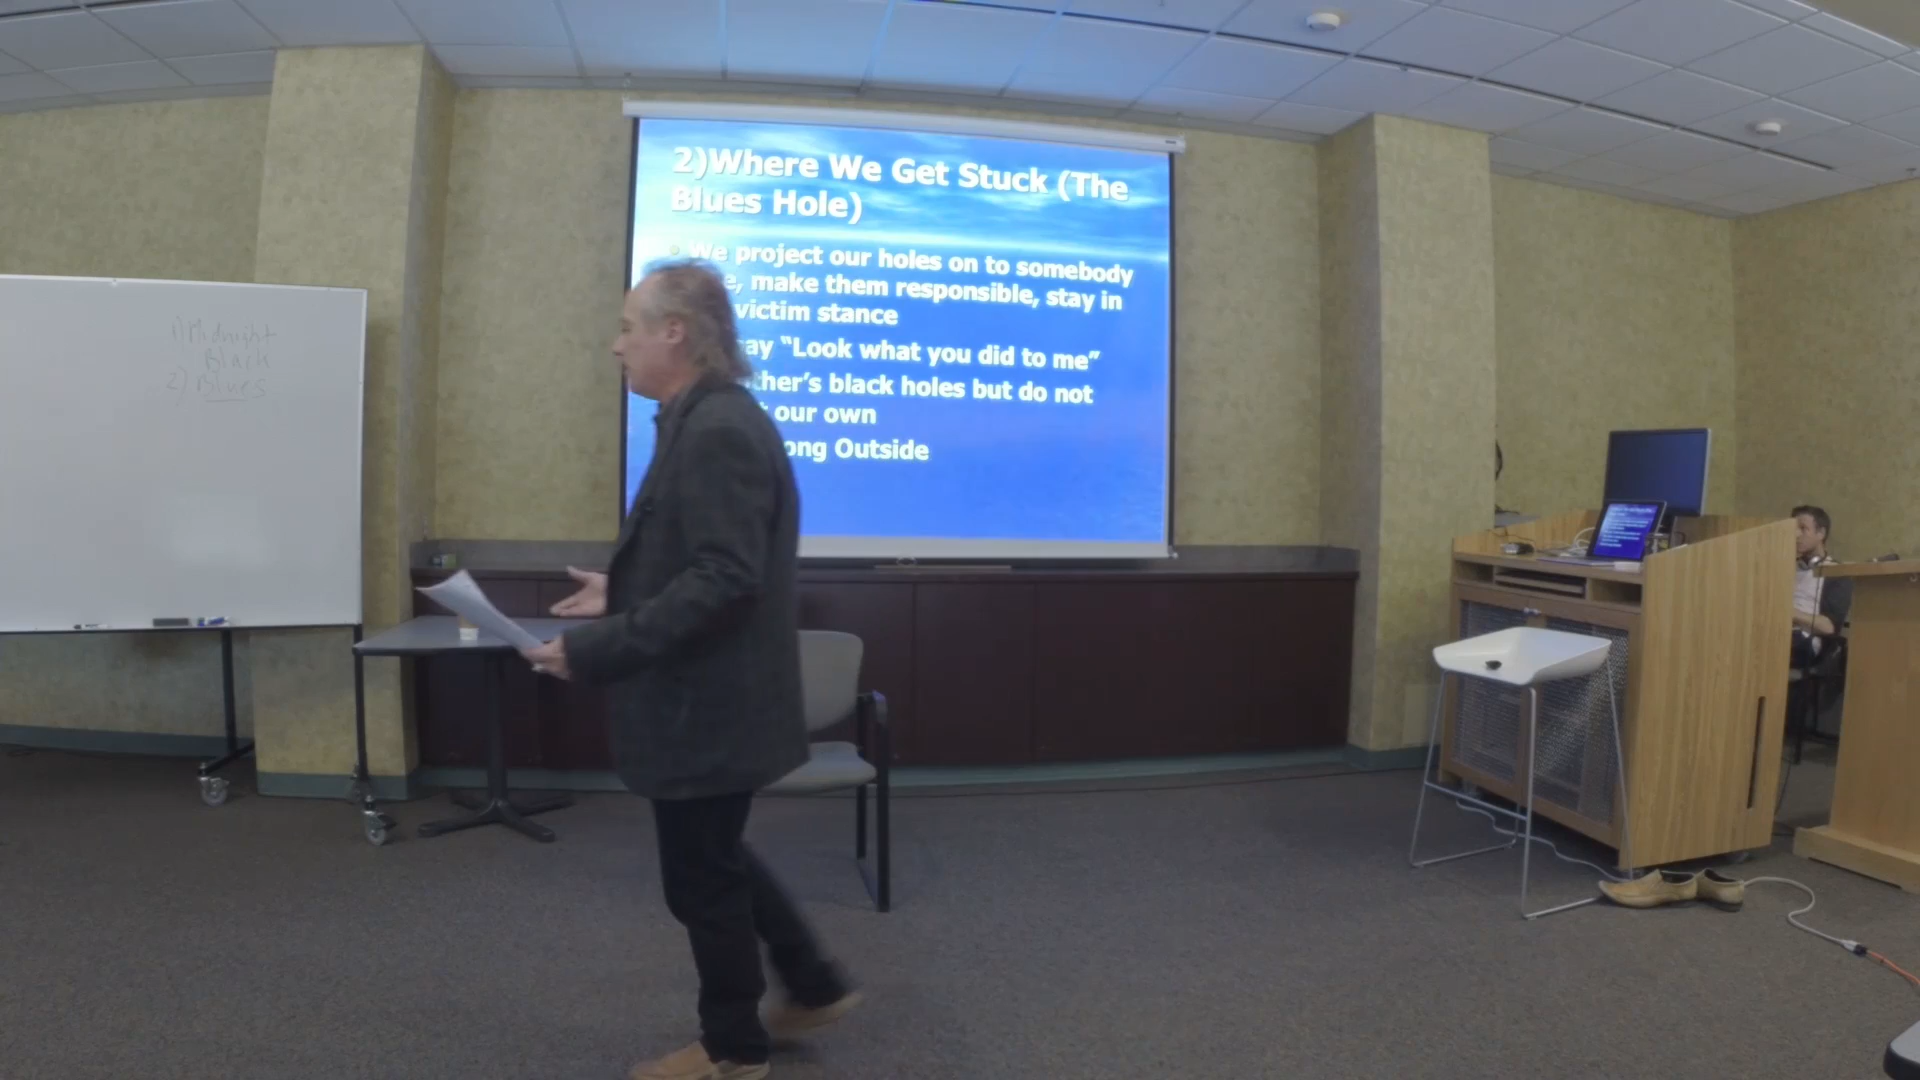 1) Midnight
Black
2) Blues
2)Where We Get Stuck (The
Blues Hole)
• We project our holes on to somebody
make them responsible, stay in
victim stance
“Look what you did to me”
black holes but do not
our own
Outside